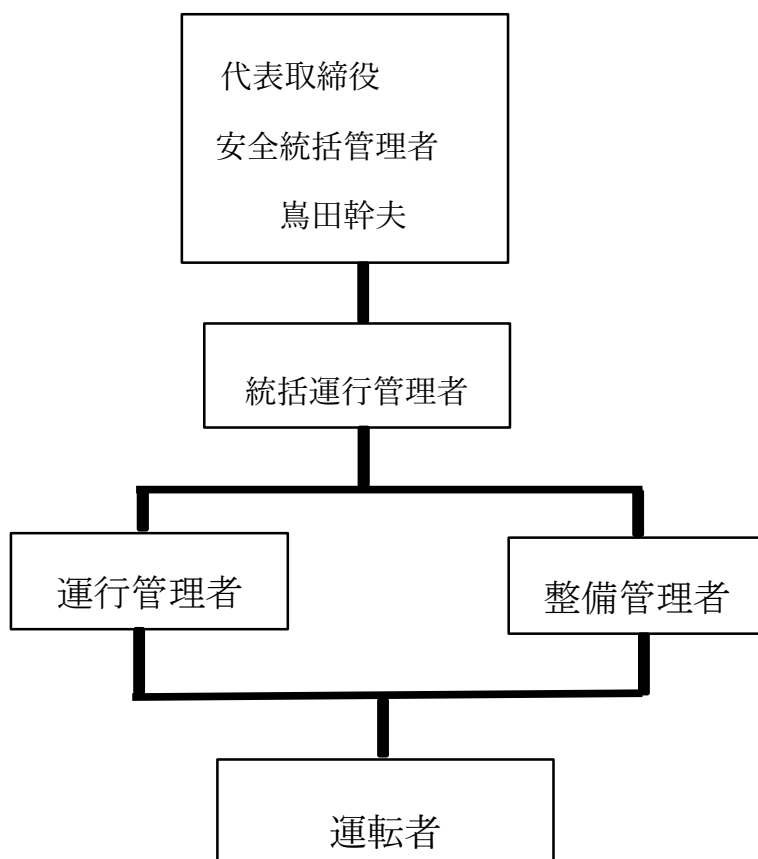 代表取締役
安全統括管理者
嶌田幹夫
統括運行管理者
運行管理者
整備管理者
運転者